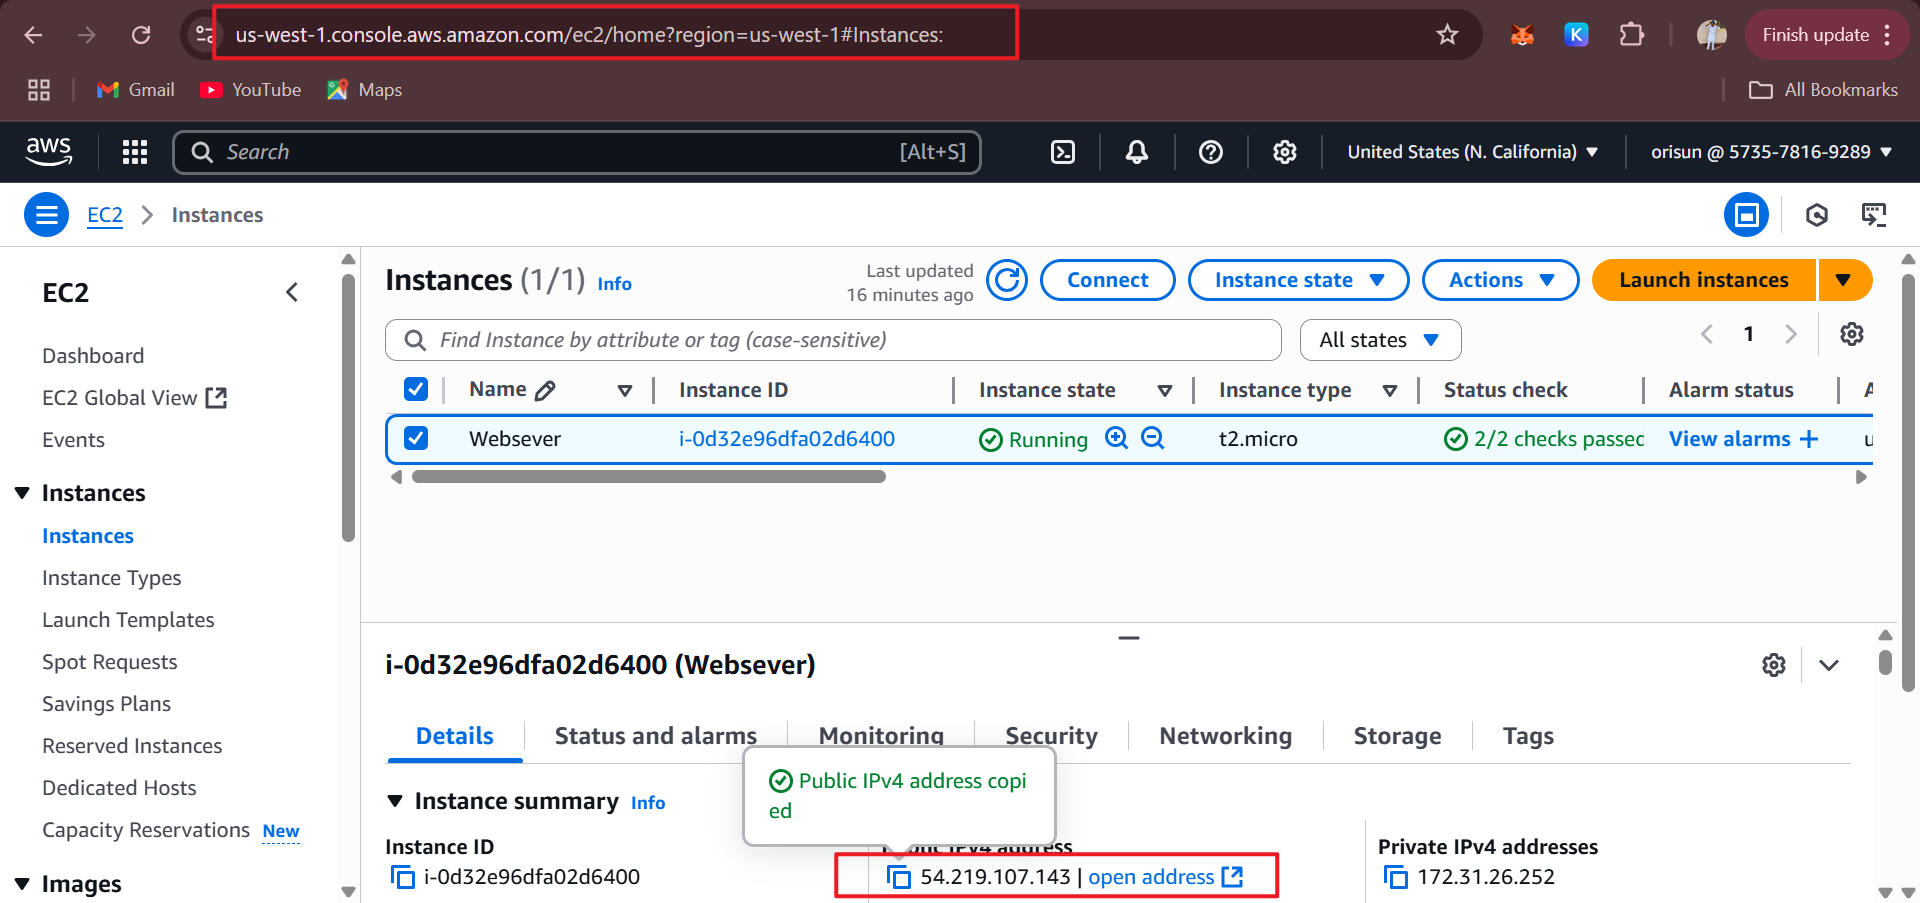 us-west-1.console.aws.amazon.com/ec2/home?region=us-west-1#Instances:
K
Finish update
Gmail
YouTube
Maps
All Bookmarks
aws
Search
[Alt+S]
United States (N. California)
orisun @ 5735-7816-9289
EC2
Instances
EC2
Dashboard
EC2 Global View
Events
Instances
Instances
Instance Types
Launch Templates
Spot Requests
Savings Plans
Reserved Instances
Dedicated Hosts
Capacity Reservations New
Images
Instances (1/1) Info
Last updated
16 minutes ago
Connect
Instance state
Actions
Launch instances
Find Instance by attribute or tag (case-sensitive)
All states
1
Name
Instance ID
Instance state
Instance type
Status check
Alarm status
Websever
i-0d32e96dfa02d6400
Running
t2.micro
2/2 checks passed
View alarms +
i-0d32e96dfa02d6400 (Websever)
Details
Status and alarms
Monitoring
Security
Networking
Storage
Tags
Public IPv4 address copi
ed
Instance summary Info
Instance ID
i-0d32e96dfa02d6400
Public IPv4 address
54.219.107.143 | open address
Private IPv4 addresses
172.31.26.252